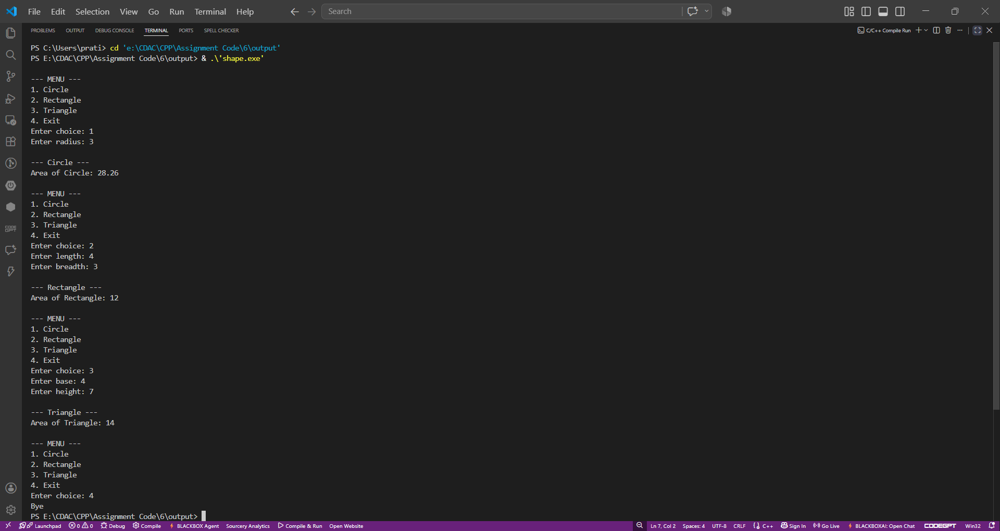 File Edit Selection View Go Run Terminal Help Search
PROBLEMS OUTPUT DEBUG CONSOLE TERMINAL PORTS SPELL CHECKER C/C++ Compile Run
PS C:\Users\prati> cd 'e:\CDAC\CPP\Assignment Code\6\output'
PS E:\CDAC\CPP\Assignment Code\6\output> & .\'shape.exe'
--- MENU ---
1. Circle
2. Rectangle
3. Triangle
4. Exit
Enter choice: 1
Enter radius: 3
--- Circle ---
Area of Circle: 28.26
--- MENU ---
1. Circle
2. Rectangle
3. Triangle
4. Exit
Enter choice: 2
Enter length: 4
Enter breadth: 3
--- Rectangle ---
Area of Rectangle: 12
--- MENU ---
1. Circle
2. Rectangle
3. Triangle
4. Exit
Enter choice: 3
Enter base: 4
Enter height: 7
--- Triangle ---
Area of Triangle: 14
--- MENU ---
1. Circle
2. Rectangle
3. Triangle
4. Exit
Enter choice: 4
Bye
PS E:\CDAC\CPP\Assignment Code\6\output>
CODE
GPT
Launchpad 0 0 Debug Compile BLACKBOX Agent Sourcery Analytics Compile & Run Open Website Ln 7, Col 2 Spaces: 4 UTF-8 CRLF {} C++ Sign In Go Live BLACKBOXAI: Open Chat CODEGPT Win32